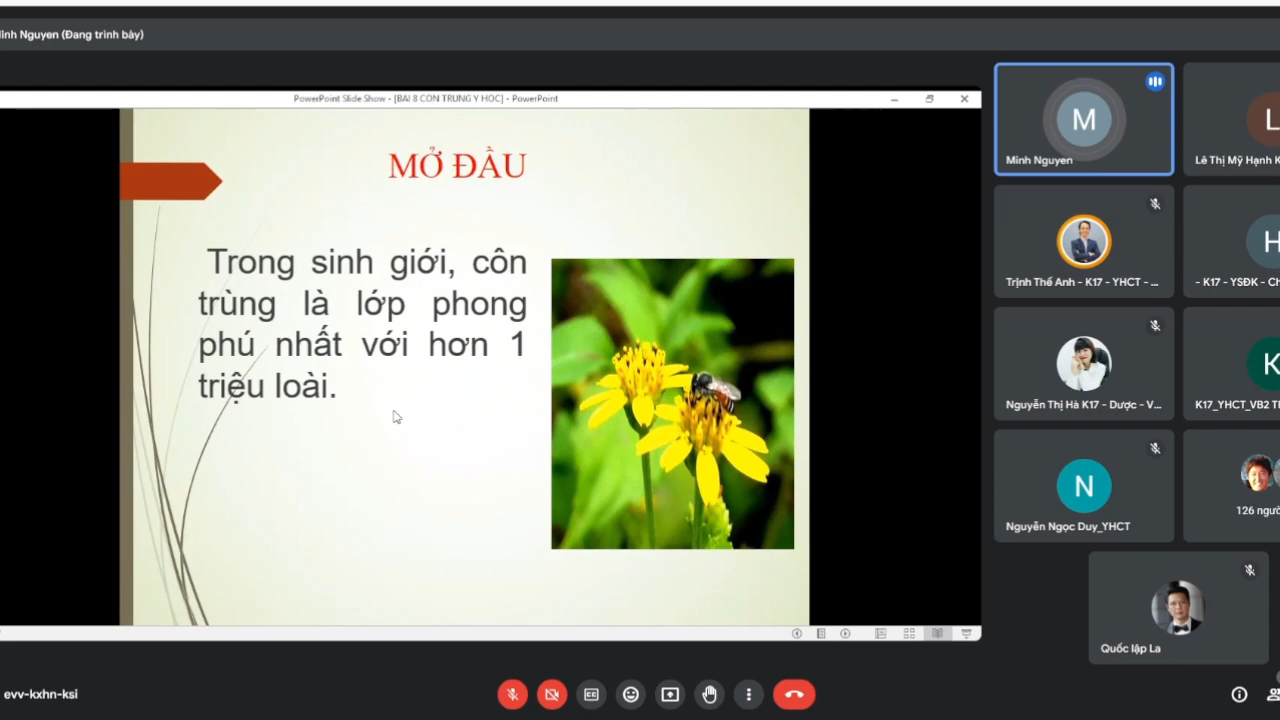 inh Nguyen (Đang trình bày)
PowerPoint Slide Show - [BAI 8 CON TRUNG Y HOC] - PowerPoint
MỞ ĐẦU
Trong sinh giới, côn
trùng là lớp phong
phú nhất với hơn 1
triệu loài.
M
Minh Nguyen
L
Lê Thị Mỹ Hạnh K
Trịnh Thế Anh - K17 - YHCT - ...
H
- K17 - YSĐK - Ch
Nguyễn Thị Hà K17 - Dược - V...
K
K17_YHCT_VB2 T
N
Nguyễn Ngọc Duy_YHCT
126 ngườ
Quốc lập La
evv-kxhn-ksi